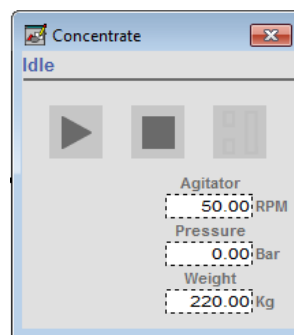 Concentrate
Idle
Agitator
50.00 RPM
Pressure
0.00 Bar
Weight
220.00 Kg